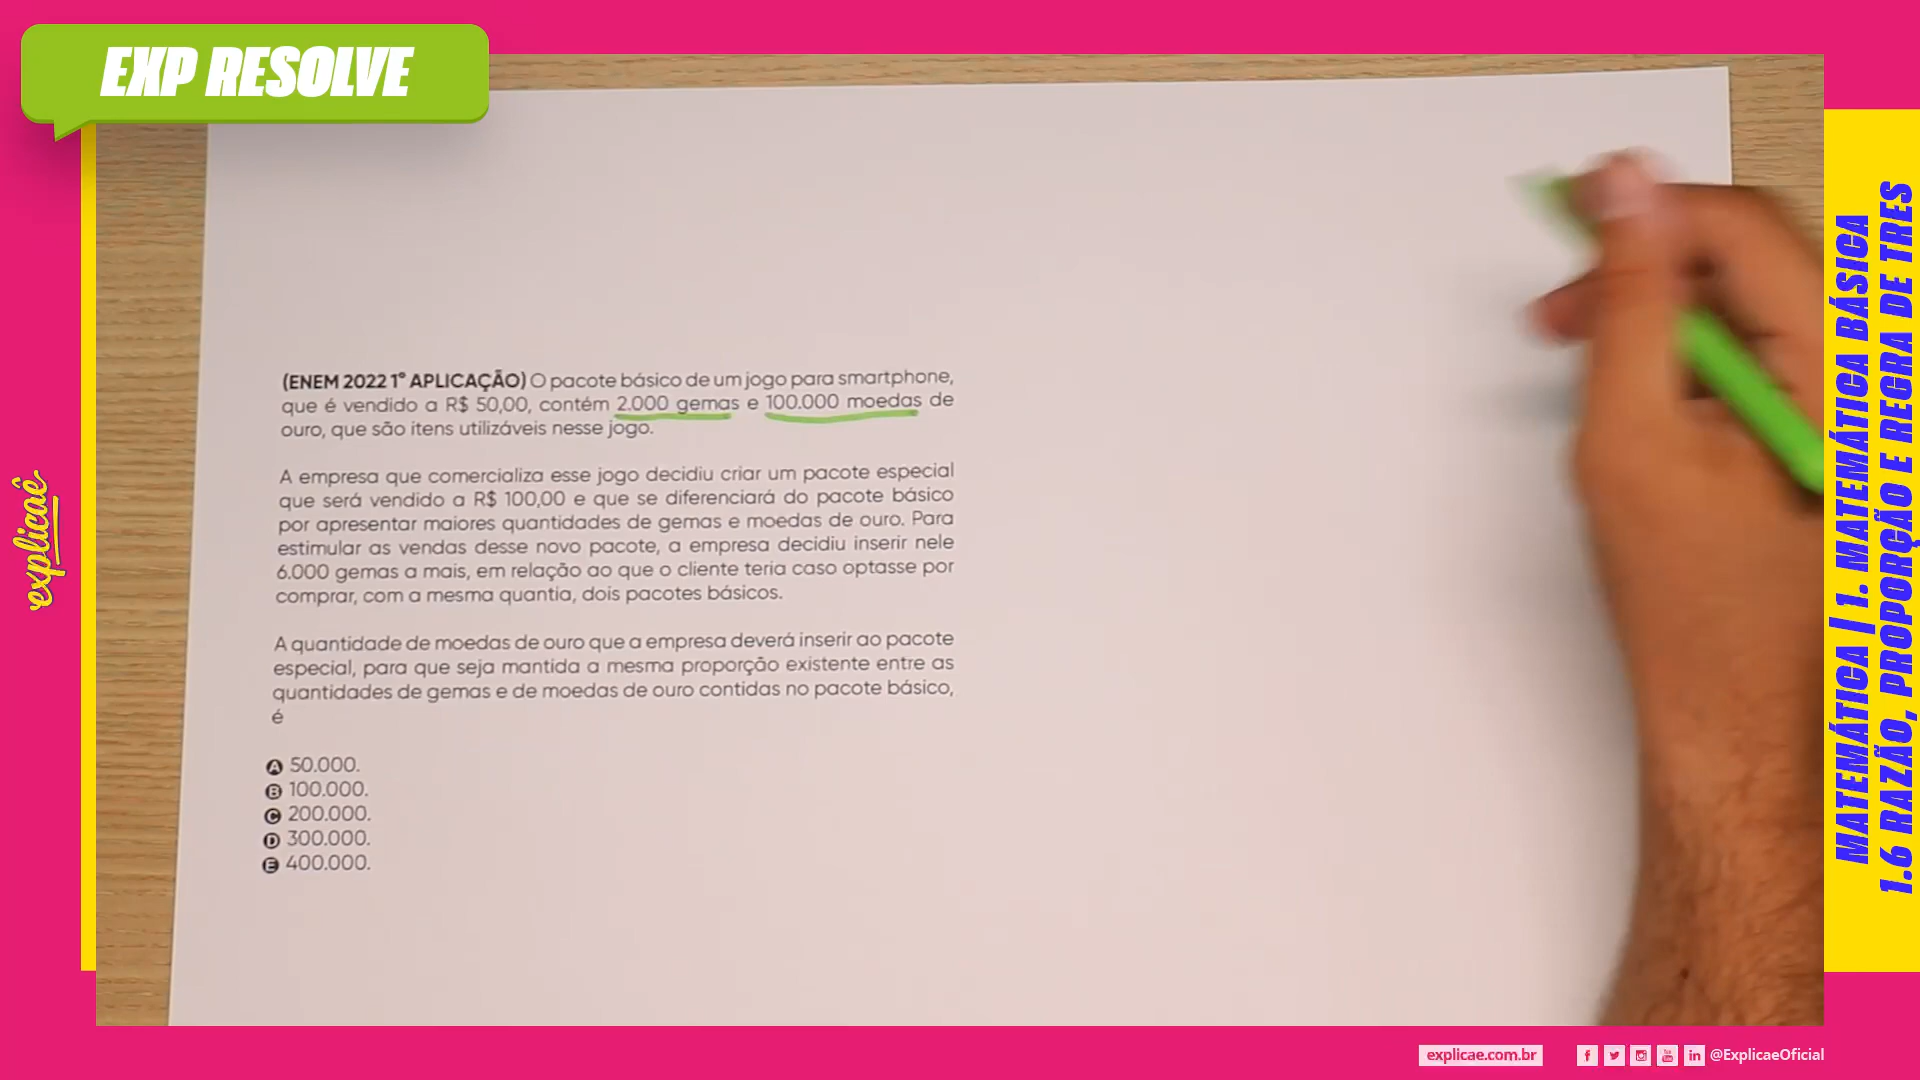 EXP RESOLVE
(ENEM 2022 1° APLICAÇÃO) O pacote básico de um jogo para smartphone,
que é vendido a R$ 50,00, contém 2.000 gemas e 100.000 moedas de
ouro, que são itens utilizáveis nesse jogo.
A empresa que comercializa esse jogo decidiu criar um pacote especial
que será vendido a R$ 100,00 e que se diferenciará do pacote básico
por apresentar maiores quantidades de gemas e moedas de ouro. Para
estimular as vendas desse novo pacote, a empresa decidiu inserir nele
6.000 gemas a mais, em relação ao que o cliente teria caso optasse por
comprar, com a mesma quantia, dois pacotes básicos.
A quantidade de moedas de ouro que a empresa deverá inserir ao pacote
especial, para que seja mantida a mesma proporção existente entre as
quantidades de gemas e de moedas de ouro contidas no pacote básico,
é
A 50.000.
B 100.000.
C 200.000.
D 300.000.
E 400.000.
explicaê
MATEMÁTICA | 1. MATEMÁTICA BÁSICA
1.6 RAZÃO, PROPORÇÃO E REGRA DE TRES
explicae.com.br
@ExplicaeOficial